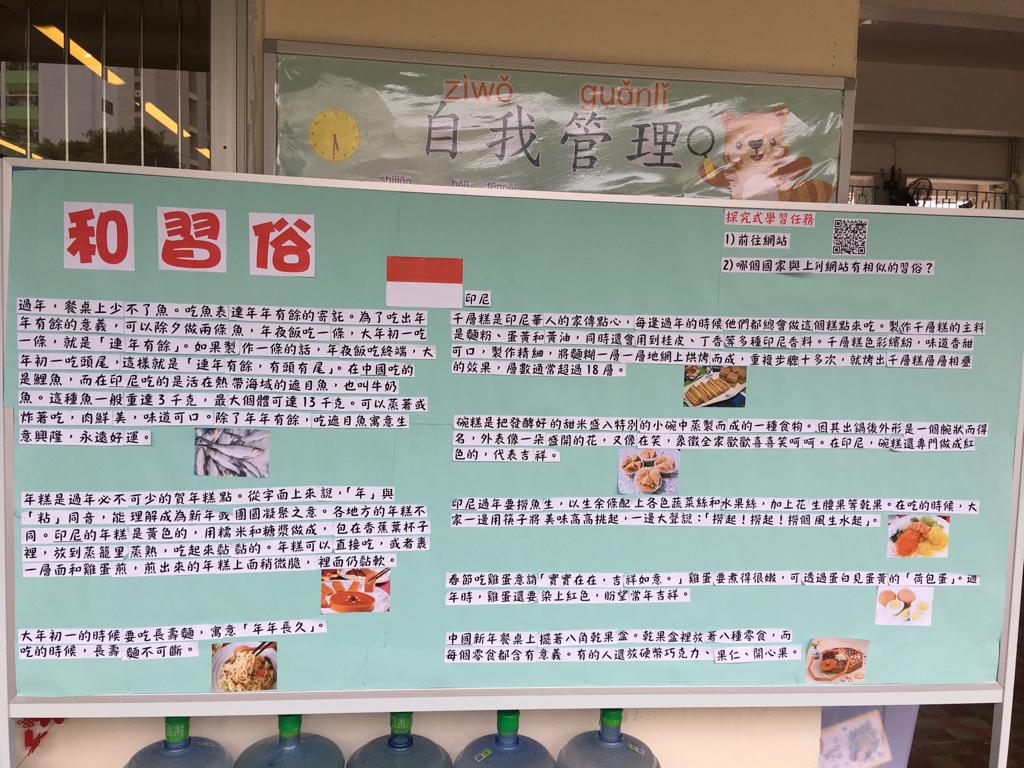 zìwǒ guǎnlǐ
自我管理
和習俗
探究式學習任務
1) 前往網站
2) 哪個國家與上列網站有相似的習俗？
過年，餐桌上少不了魚。吃魚表達年年有餘的寄託。為了吃出年
年有餘的意義，可以除夕做兩條魚，年夜飯吃一條，大年初一吃
一條，就是「連年有餘」。如果製作一條的話，年夜飯吃終端，大
年初一吃頭尾，這樣就是「連年有餘，有頭有尾」。在中國吃的
是鯉魚，而在印尼吃的是活在熱帶海域的遮目魚，也叫牛奶
魚。這種魚一般重達3千克，最大個體可達13千克。可以蒸著或
炸著吃，肉鮮美，味道可口。除了年年有餘，吃遮目魚寓意生
意興隆，永遠好運。
年糕是過年必不可少的賀年糕點。從字面上來說，「年」與
「粘」同音，能理解成為新年或團圓凝聚之意。各地方的年糕不
同。印尼的年糕是黃色的，用糯米和糖漿做成，包在香蕉葉杯子
裡，放到蒸籠里蒸熟，吃起來黏黏的。年糕可以直接吃，或者裹
一層面和雞蛋煎，煎出來的年糕上面稍微脆，裡面仍黏軟。
大年初一的時候要吃長壽麵，寓意「年年長久」。
吃的時候，長壽麵不可斷。
印尼
千層糕是印尼華人的家傳點心，每逢過年的時候他們都總會做這個糕點來吃。製作千層糕的主料
是麵粉、蛋黃和黃油，同時還會用到桂皮、丁香等多種印尼香料。千層糕色彩繽紛，味道香甜
可口，製作精細，將麵糊一層一層地網上烘烤而成，重複步驟十多次，就烤出千層糕層層相疊
的效果，層數通常超過18層。
碗糕是把發酵好的甜米盛入特別的小碗中蒸製而成的一種食物。因其出鍋後外形是一個腕狀而得
名，外表像一朵盛開的花，又像在笑，象徵全家歡歡喜喜笑呵呵。在印尼，碗糕還專門做成紅
色的，代表吉祥。
印尼過年要撈魚生，以生余條配上各色蔬菜絲和水果絲，加上花生腰果等乾果。在吃的時候，大
家一邊用筷子將美味高高挑起，一邊大聲說：「撈起！撈起！撈個風生水起」。
春節吃雞蛋意謂「實實在在，吉祥如意。」雞蛋要煮得很嫩，可透過蛋白見蛋黃的「荷包蛋」。過
年時，雞蛋還要染上紅色，盼望常年吉祥。
中國新年餐桌上擺著八角乾果盒。乾果盒裡放著八種零食，而
每個零食都含有意義。有的人還放硬幣巧克力、果仁、開心果。